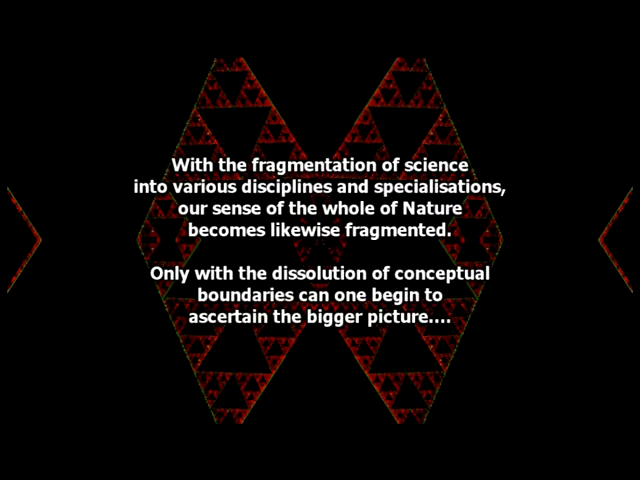 With the fragmentation of science
into various disciplines and specialisations,
our sense of the whole of Nature
becomes likewise fragmented.
Only with the dissolution of conceptual
boundaries can one begin to
ascertain the bigger picture....